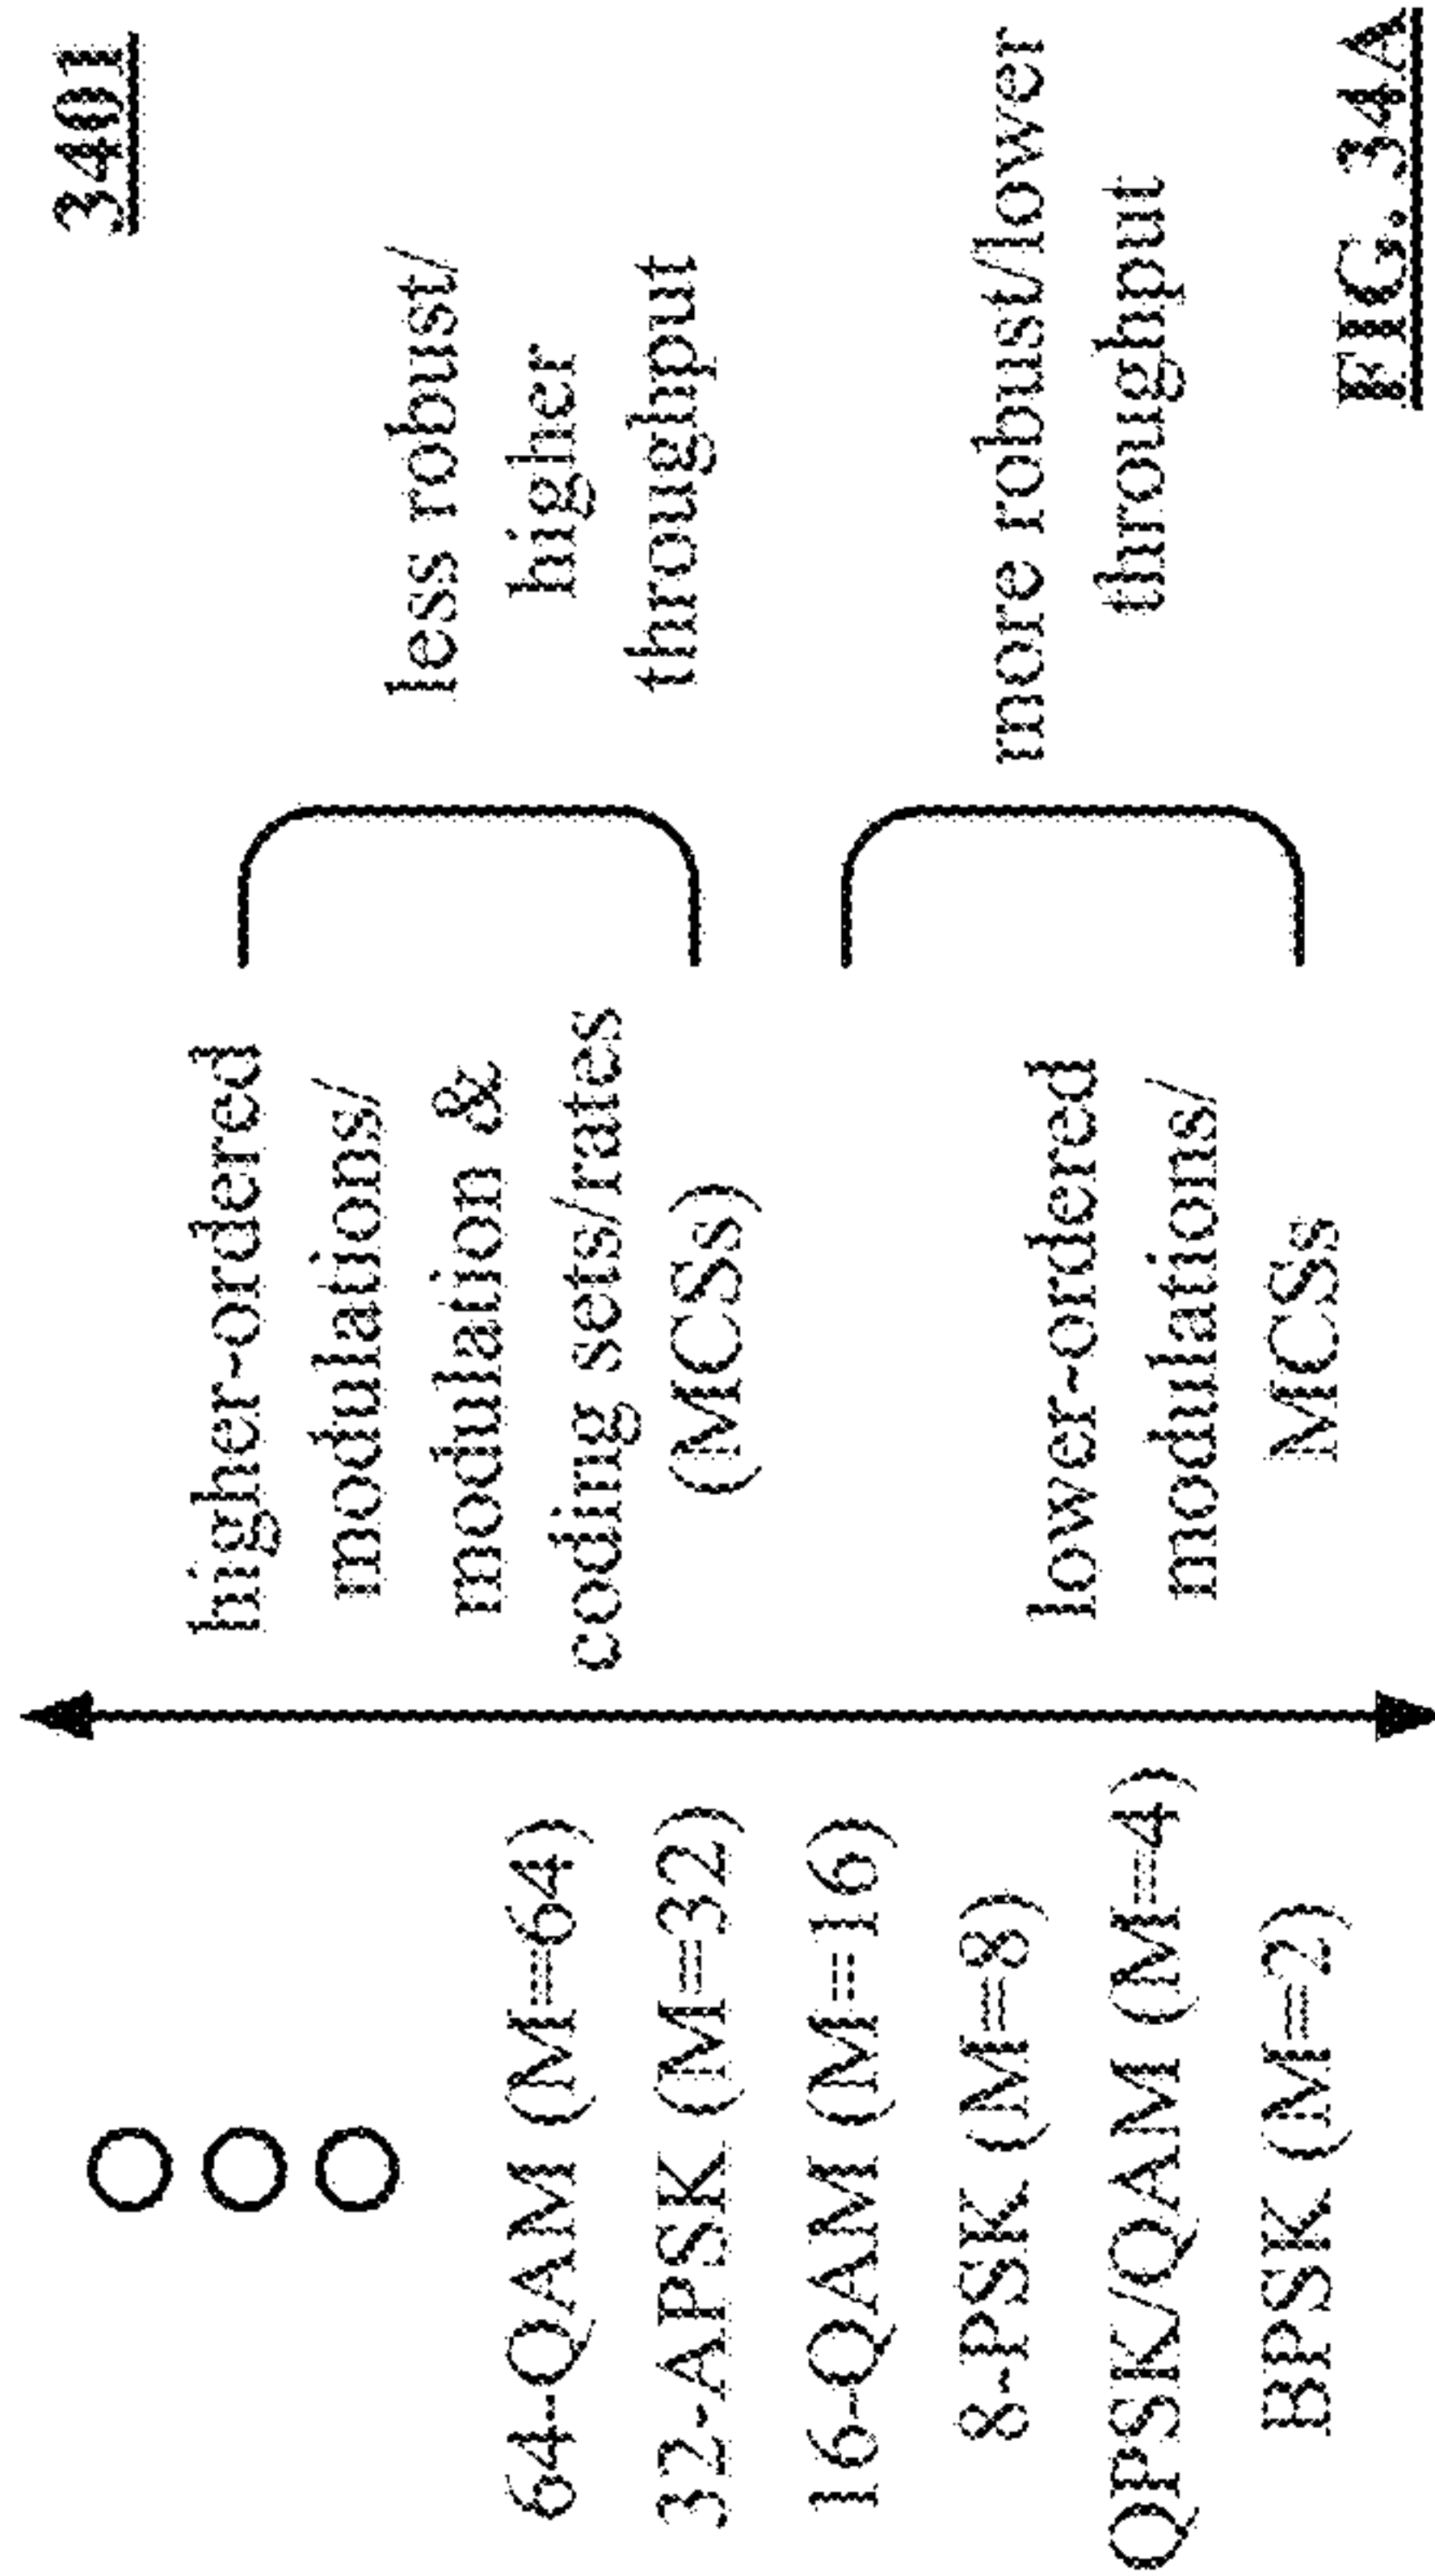 3401
64-QAM (M=64)
32-APSK (M=32)
16-QAM (M=16)
8-PSK (M=8)
QPSK/QAM (M=4)
BPSK (M=2)
higher-ordered
modulations/
modulation &
coding sets/rates
(MCSs)
lower-ordered
modulations/
MCSs
less robust/
higher
throughput
more robust/lower
throughput
FIG. 34A